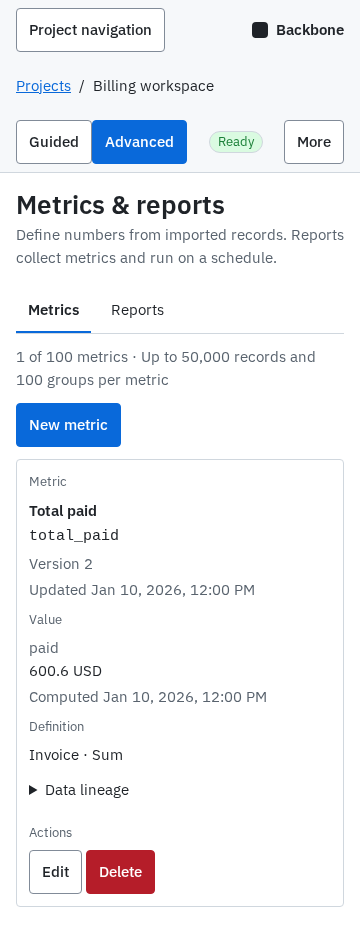 Project navigation
Backbone
Projects / Billing workspace
Guided
Advanced
Ready
More
Metrics & reports
Define numbers from imported records. Reports
collect metrics and run on a schedule.
Metrics
Reports
1 of 100 metrics · Up to 50,000 records and
100 groups per metric
New metric
Metric
Total paid
total_paid
Version 2
Updated Jan 10, 2026, 12:00 PM
Value
paid
600.6 USD
Computed Jan 10, 2026, 12:00 PM
Definition
Invoice · Sum
Data lineage
Actions
Edit
Delete